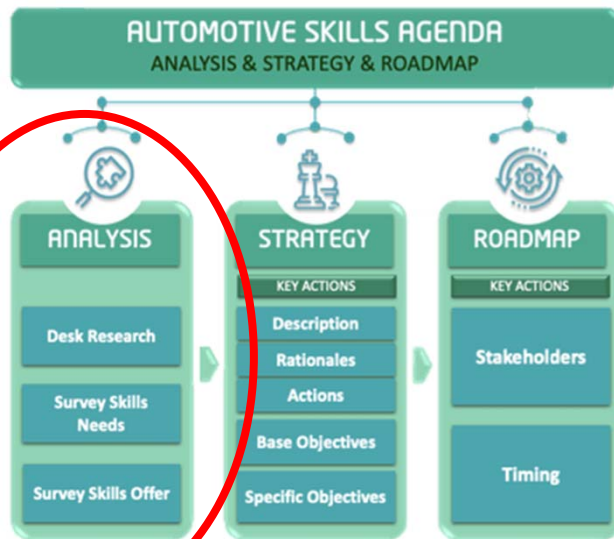 AUTOMOTIVE SKILLS AGENDA
ANALYSIS & STRATEGY & ROADMAP
ANALYSIS
Desk Research
Survey Skills
Needs
Survey Skills Offer
STRATEGY
KEY ACTIONS
Description
Rationales
Actions
Base Objectives
Specific Objectives
ROADMAP
KEY ACTIONS
Stakeholders
Timing